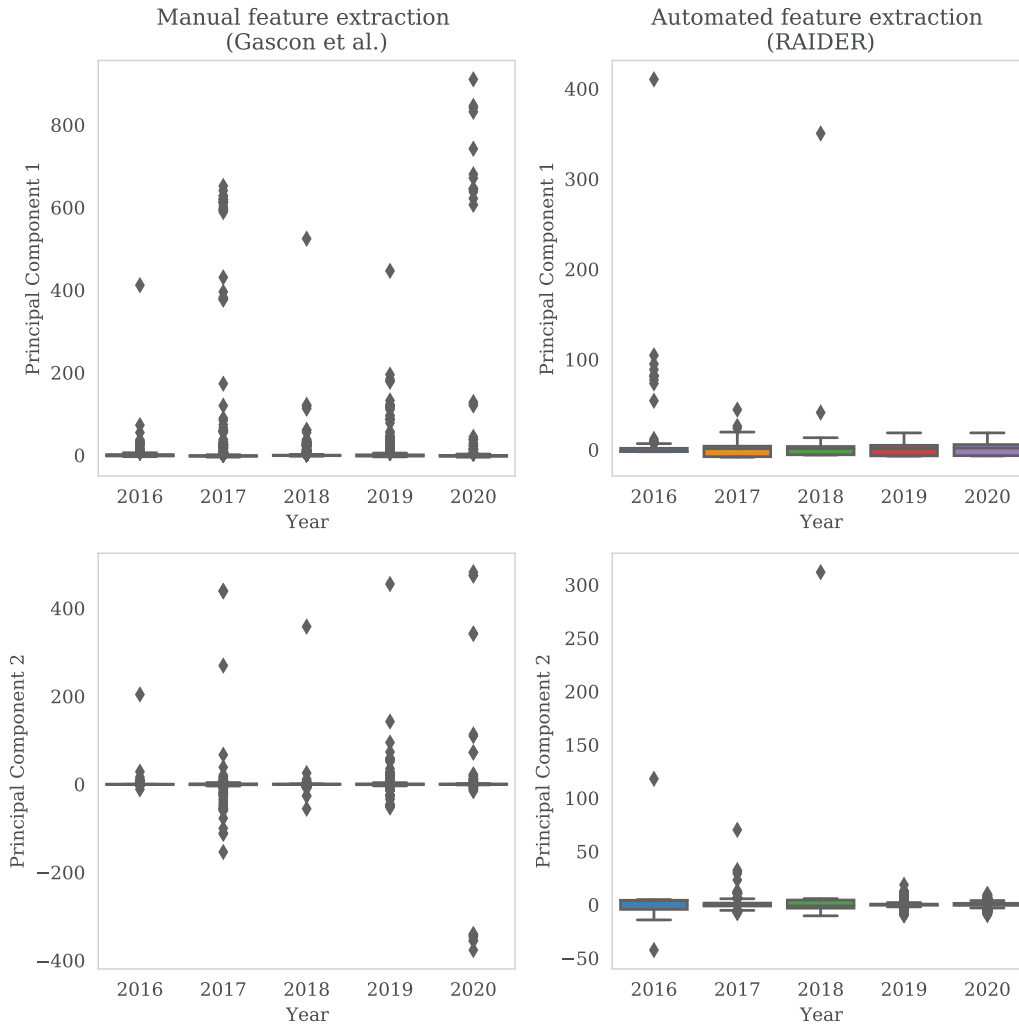 Manual feature extraction
(Gascon et al.)
Automated feature extraction
(RAIDER)
Principal Component 1
800
600
400
200
0
2016 2017 2018 2019 2020
Year
Principal Component 1
400
300
200
100
0
2016 2017 2018 2019 2020
Year
Principal Component 2
400
200
0
−200
−400
2016 2017 2018 2019 2020
Year
Principal Component 2
300
250
200
150
100
50
0
−50
2016 2017 2018 2019 2020
Year